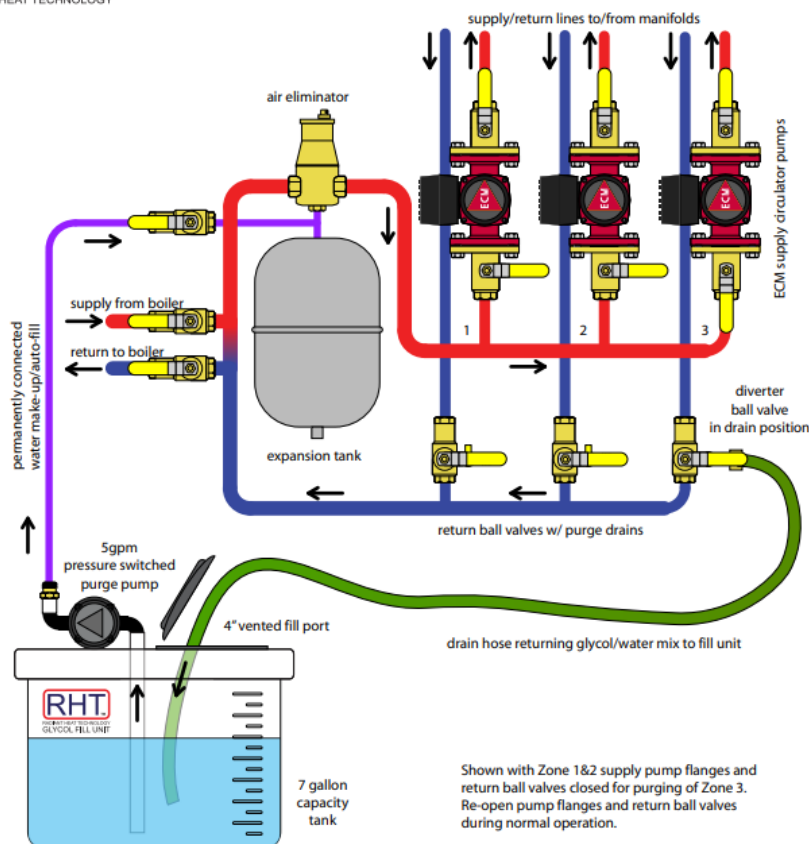 HEAT TECHNOLOGY
supply/return lines to/from manifolds
air eliminator
ECM
ECM
ECM
ECM supply circulator pumps
supply from boiler
1
2
3
return to boiler
permanently connected
water make-up/auto-fill
diverter
ball valve
in drain position
expansion tank
return ball valves w/ purge drains
5gpm
pressure switched
purge pump
4" vented fill port
drain hose returning glycol/water mix to fill unit
RHT
RADIANT HEAT TECHNOLOGY
GLYCOL FILL UNIT
7 gallon
capacity
tank
Shown with Zone 1&2 supply pump flanges and
return ball valves closed for purging of Zone 3.
Re-open pump flanges and return ball valves
during normal operation.